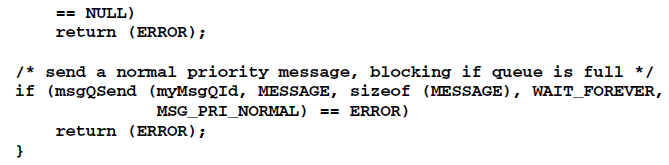 == NULL)
return (ERROR);
/* send a normal priority message, blocking if queue is full */
if (msgQSend (myMsgQId, MESSAGE, sizeof (MESSAGE), WAIT_FOREVER,
MSG_PRI_NORMAL) == ERROR)
return (ERROR);
}